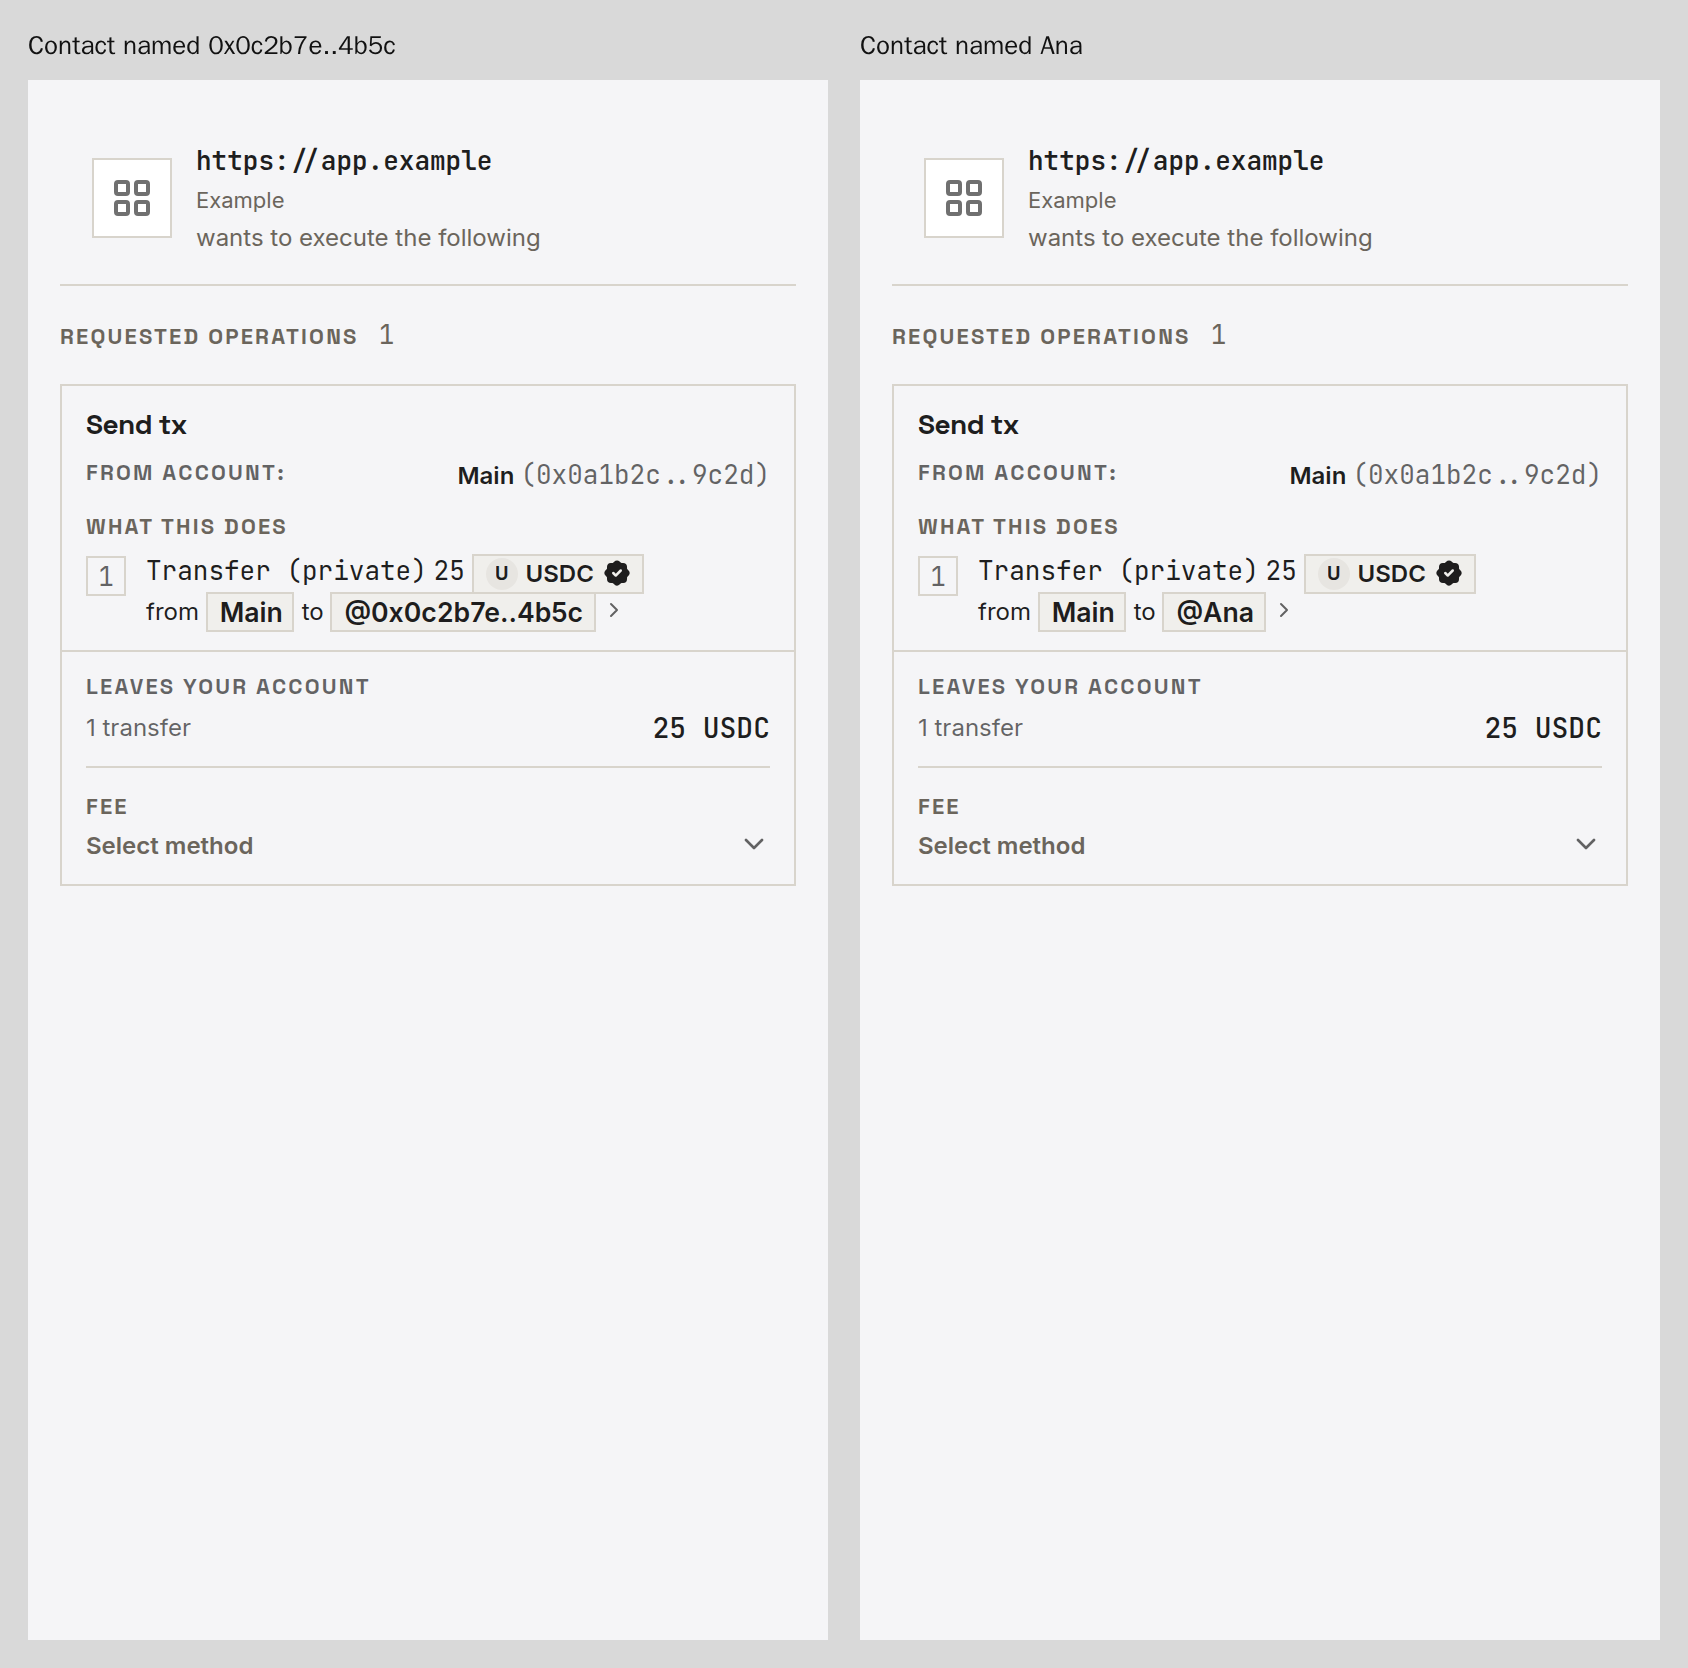 Contact named 0x0c2b7e..4b5c
https://app.example
Example
wants to execute the following
REQUESTED OPERATIONS 1
Send tx
FROM ACCOUNT: Main (0x0a1b2c..9c2d)
WHAT THIS DOES
1 Transfer (private) 25 U USDC
from Main to @0x0c2b7e..4b5c
LEAVES YOUR ACCOUNT
1 transfer 25 USDC
FEE
Select method
Contact named Ana
https://app.example
Example
wants to execute the following
REQUESTED OPERATIONS 1
Send tx
FROM ACCOUNT: Main (0x0a1b2c..9c2d)
WHAT THIS DOES
1 Transfer (private) 25 U USDC
from Main to @Ana
LEAVES YOUR ACCOUNT
1 transfer 25 USDC
FEE
Select method